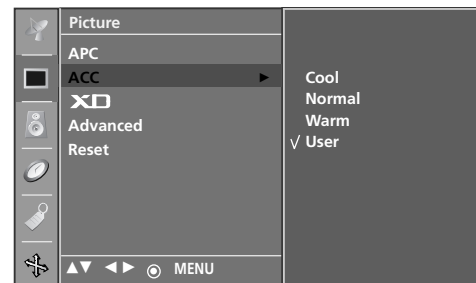 Picture
APC
ACC ►
XD
Advanced
Reset
▲▼ ◄► ◉ MENU
Cool
Normal
Warm
√ User